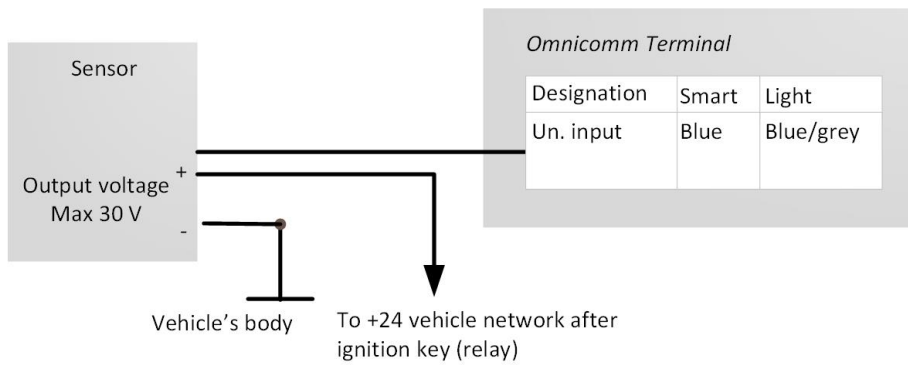 Omnicomm Terminal
Sensor
Designation Smart Light
Un. input Blue Blue/grey
+
Output voltage
Max 30 V
-
Vehicle's body
To +24 vehicle network after
ignition key (relay)